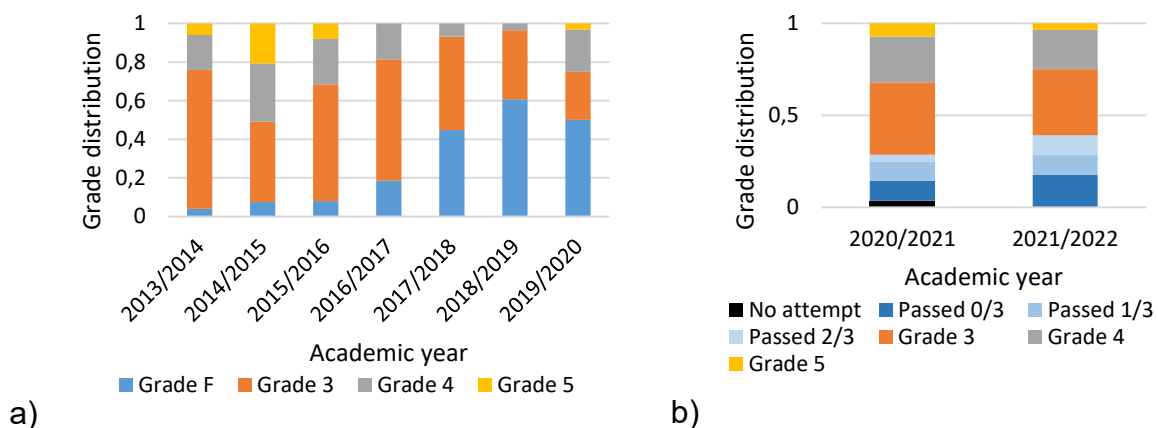 Grade distribution
1
0,8
0,6
0,4
0,2
0
2013/2014
2014/2015
2015/2016
2016/2017
2017/2018
2018/2019
2019/2020
Academic year
Grade F Grade 3 Grade 4 Grade 5
a)
Grade distribution
1
0,5
0
2020/2021 2021/2022
Academic year
No attempt Passed 0/3 Passed 1/3
Passed 2/3 Grade 3 Grade 4
Grade 5
b)